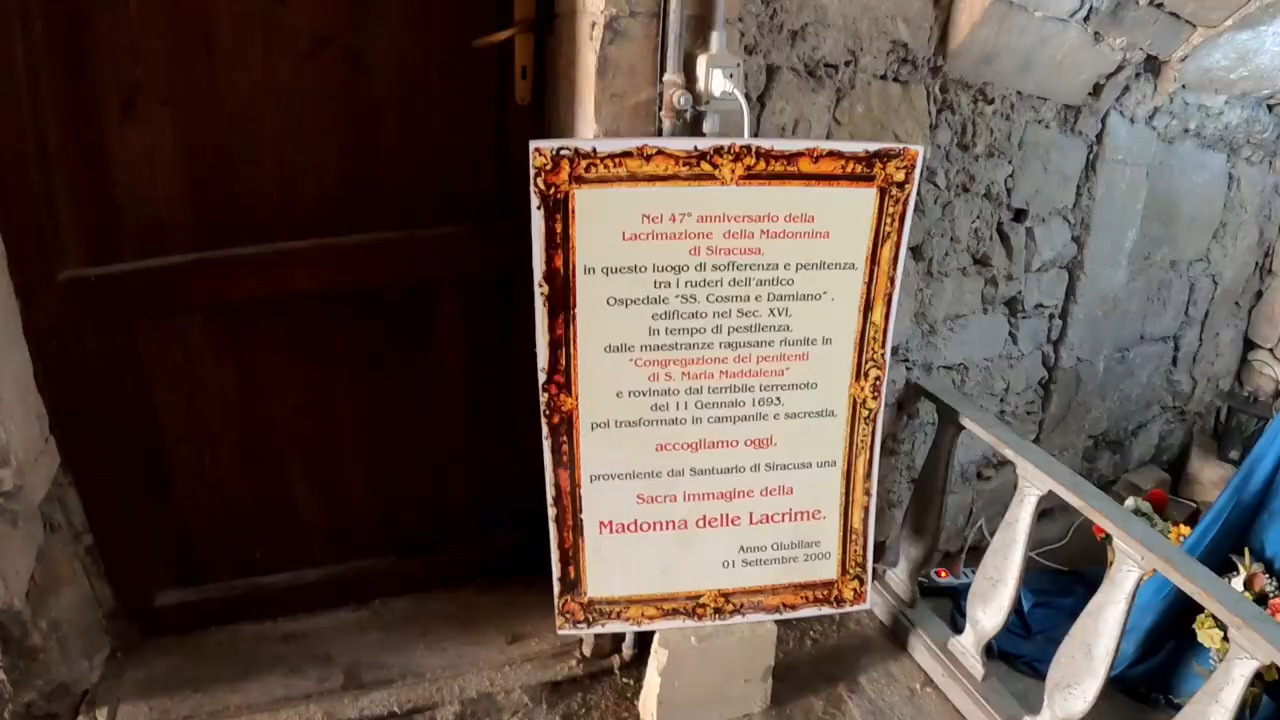 Nel 47° anniversario della
Lacrimazione della Madonnina
di Siracusa,
in questo luogo di sofferenza e penitenza,
tra i ruderi dell'antico
Ospedale "SS. Cosma e Damiano" ,
edificato nel Sec. XVI,
in tempo di pestilenza,
dalle maestranze ragusane riunite in
"Congregazione dei penitenti
di S. Maria Maddalena"
e rovinato dal terribile terremoto
del 11 Gennaio 1693,
poi trasformato in campanile e sacrestia,
accogliamo oggi,
proveniente dal Santuario di Siracusa una
Sacra immagine della
Madonna delle Lacrime.
Anno Giubilare
01 Settembre 2000